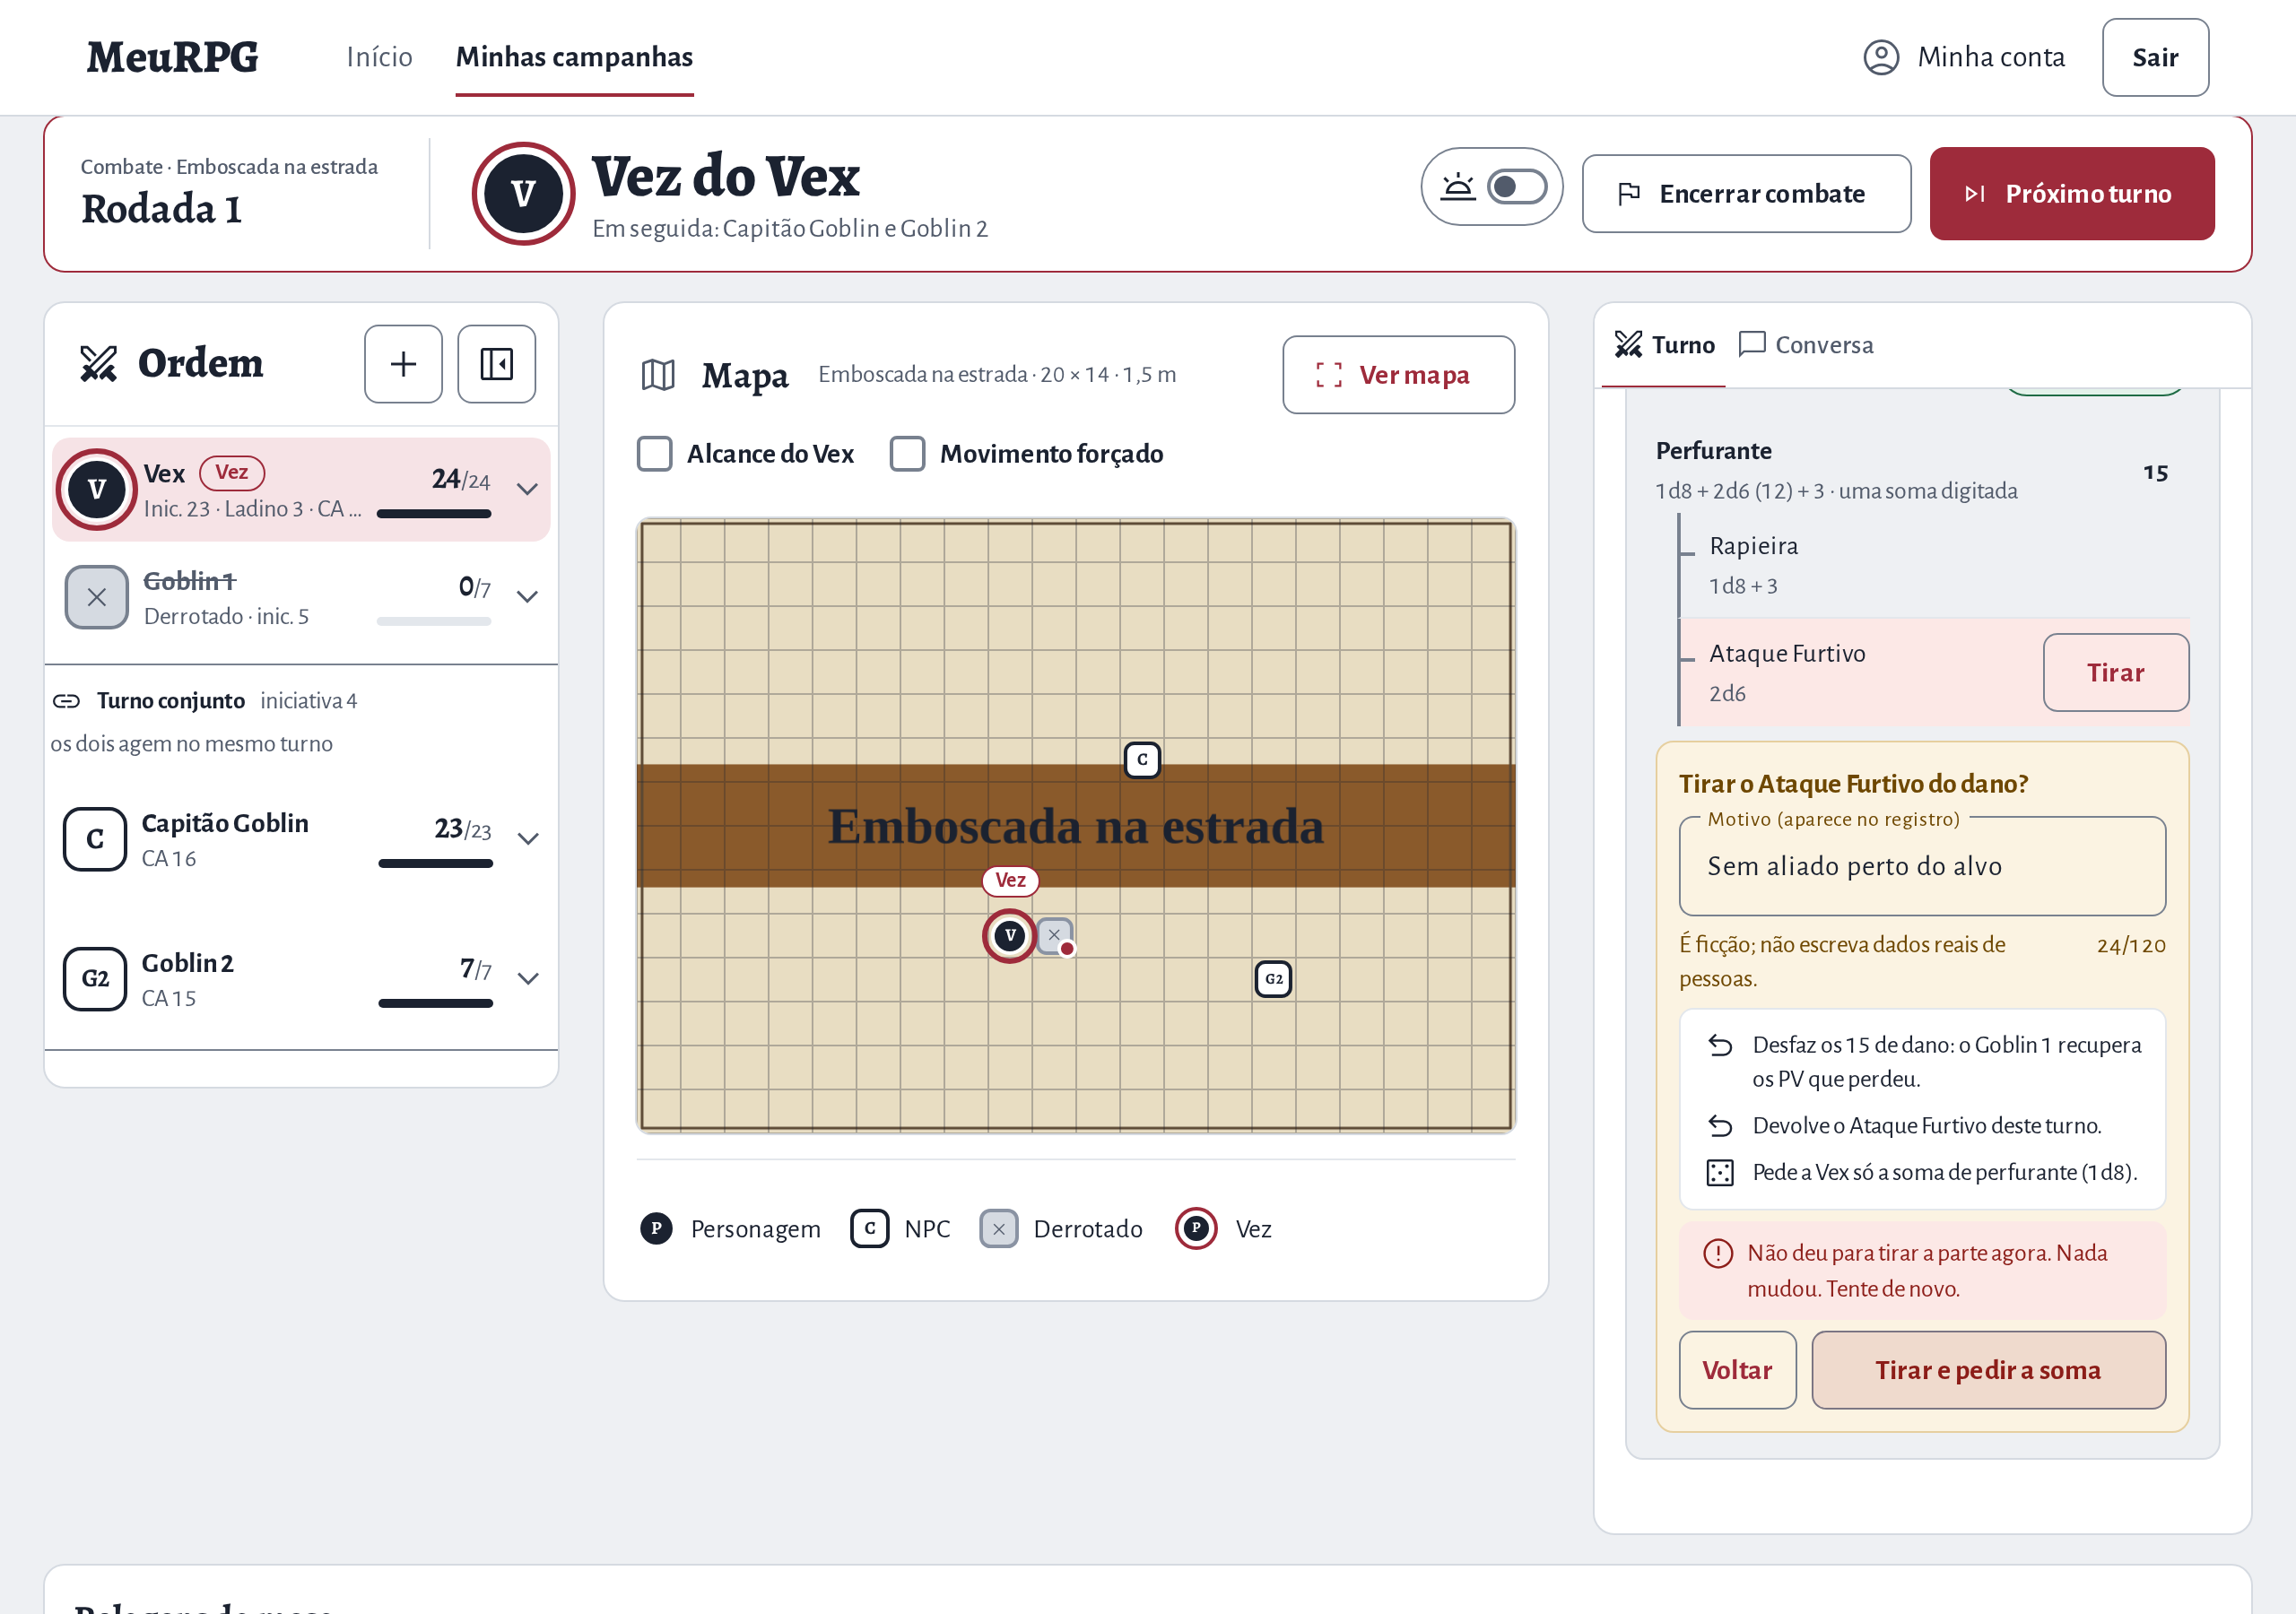 MeuRPG
Início
Minhas campanhas
Minha conta
Sair
Combate · Emboscada na estrada
Rodada 1
V
Vez do Vex
Em seguida: Capitão Goblin e Goblin 2
Encerrar combate
Próximo turno
Ordem
V
Vex
Vez
24/24
Inic. 23 · Ladino 3 · CA ...
Goblin 1
0/7
Derrotado · inic. 5
Turno conjunto
iniciativa 4
os dois agem no mesmo turno
C
Capitão Goblin
23/23
CA 16
G2
Goblin 2
7/7
CA 15
Mapa
Emboscada na estrada · 20 × 14 · 1,5 m
Ver mapa
Alcance do Vex
Movimento forçado
C
Emboscada na estrada
Vez
V
G2
P
Personagem
C
NPC
Derrotado
P
Vez
Turno
Conversa
Perfurante
15
1d8 + 2d6 (12) + 3 · uma soma digitada
Rapieira
1d8 + 3
Ataque Furtivo
2d6
Tirar
Tirar o Ataque Furtivo do dano?
Motivo (aparece no registro)
Sem aliado perto do alvo
É ficção; não escreva dados reais de
pessoas.
24/120
Desfaz os 15 de dano: o Goblin 1 recupera
os PV que perdeu.
Devolve o Ataque Furtivo deste turno.
Pede a Vex só a soma de perfurante (1d8).
Não deu para tirar a parte agora. Nada
mudou. Tente de novo.
Voltar
Tirar e pedir a soma